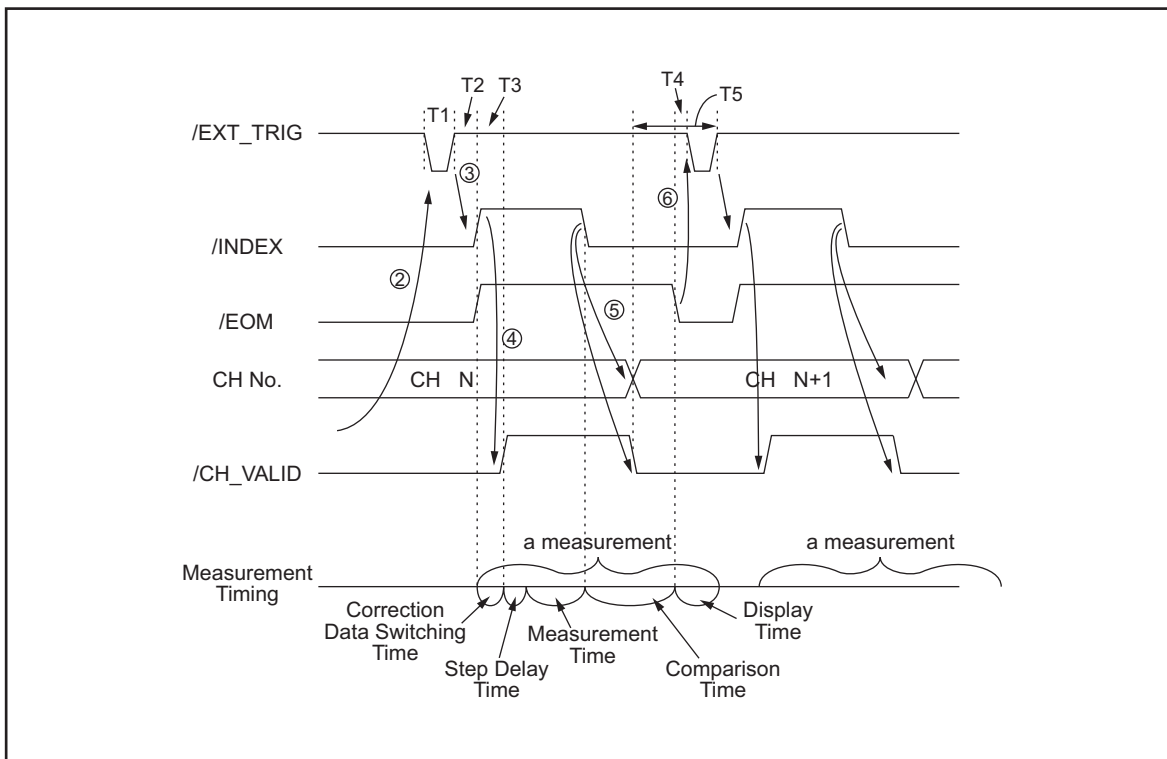 T2
T3
T4
T1
T5
/EXT_TRIG
③
⑥
/INDEX
②
⑤
/EOM
④
CH No.
CH N
CH N+1
/CH_VALID
a measurement
a measurement
Measurement
Timing
Correction
Data Switching
Time
Step Delay
Time
Measurement
Time
Comparison
Time
Display
Time